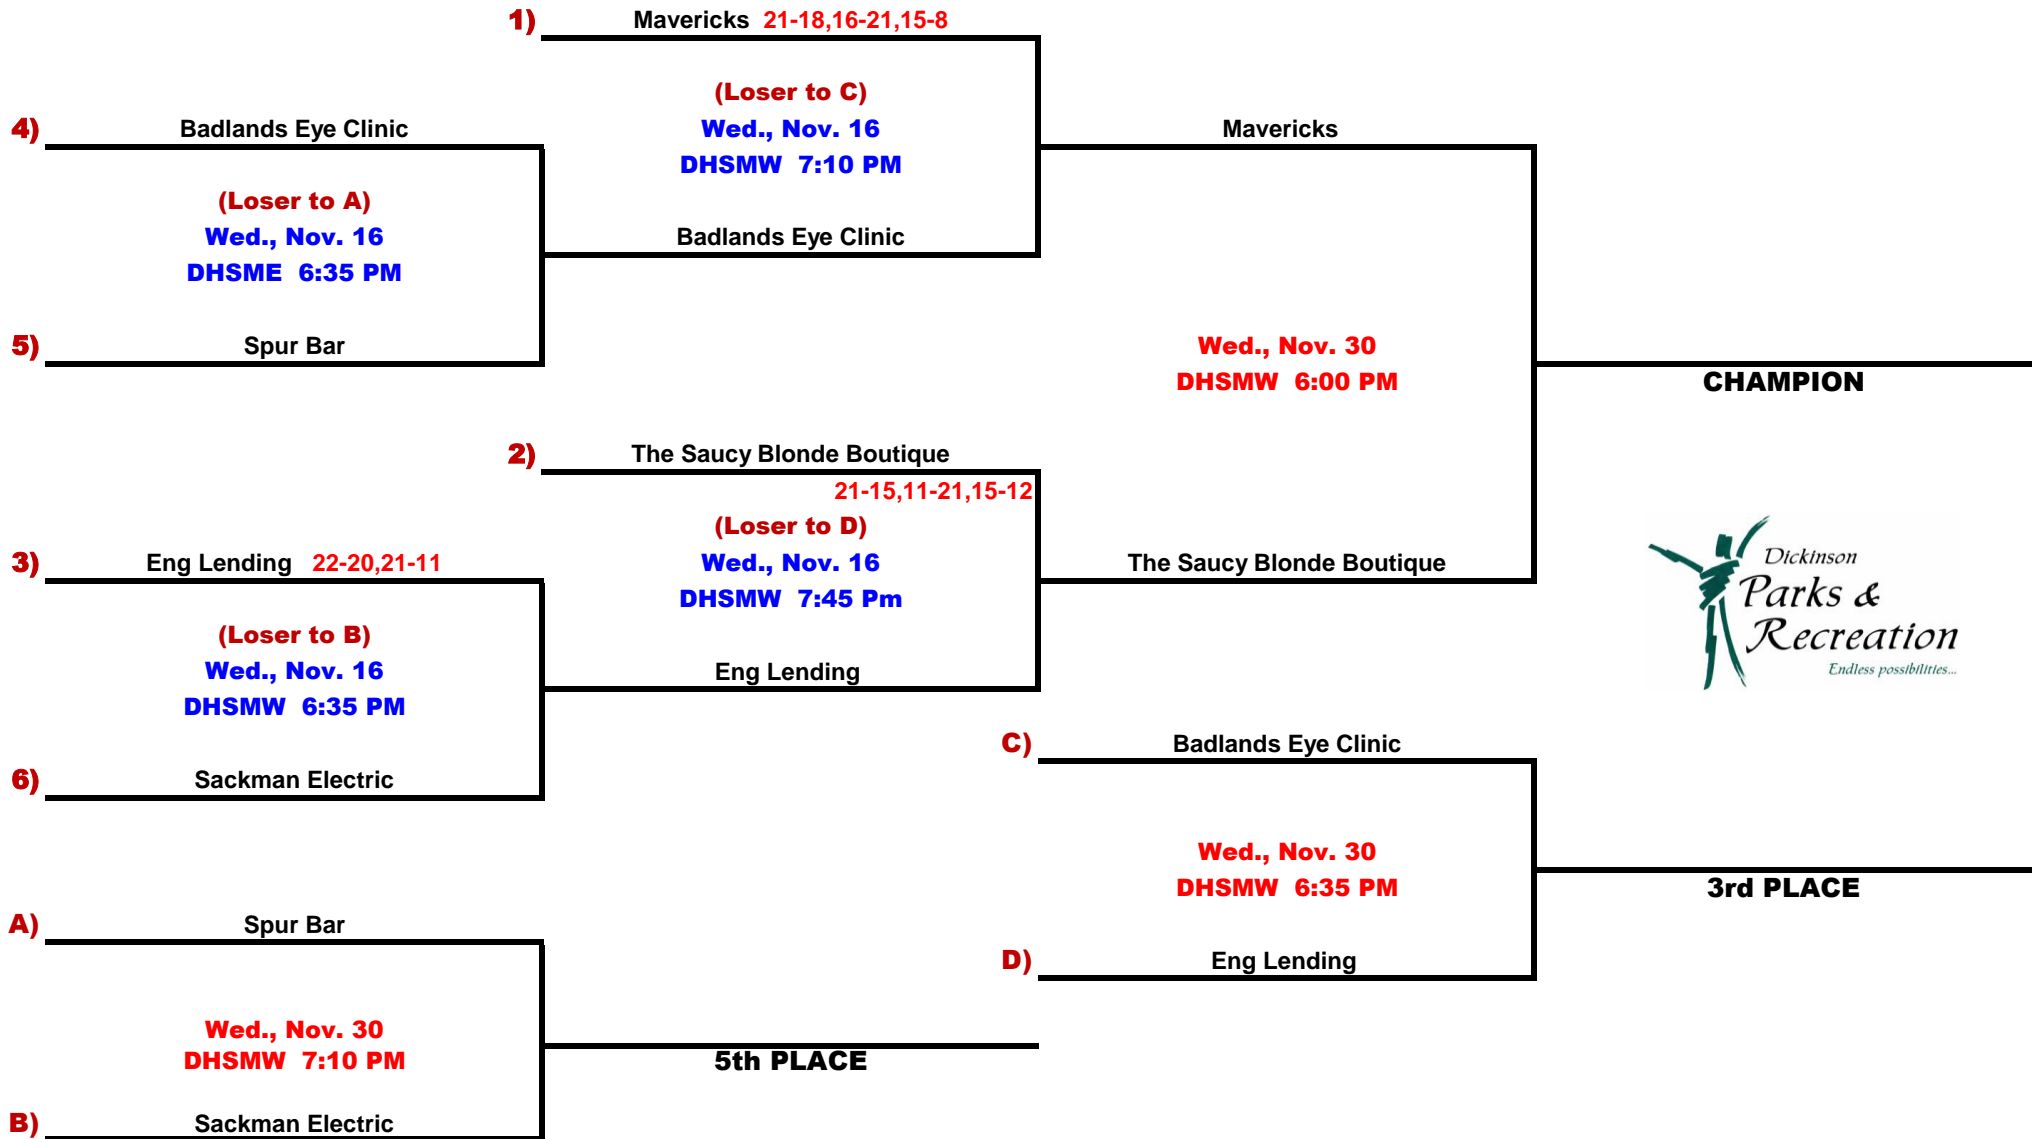 1) Mavericks 21-18,16-21,15-8
(Loser to C)
Wed., Nov. 16
DHSMW 7:10 PM
Badlands Eye Clinic
4) Badlands Eye Clinic
(Loser to A)
Wed., Nov. 16
DHSME 6:35 PM
5) Spur Bar
Mavericks
Wed., Nov. 30
DHSMW 6:00 PM
CHAMPION
2) The Saucy Blonde Boutique
21-15,11-21,15-12
(Loser to D)
Wed., Nov. 16
DHSMW 7:45 Pm
Eng Lending
3) Eng Lending 22-20,21-11
(Loser to B)
Wed., Nov. 16
DHSMW 6:35 PM
6) Sackman Electric
The Saucy Blonde Boutique
Dickinson
Parks &
Recreation
Endless possibilities...
C) Badlands Eye Clinic
Wed., Nov. 30
DHSMW 6:35 PM
D) Eng Lending
3rd PLACE
A) Spur Bar
Wed., Nov. 30
DHSMW 7:10 PM
B) Sackman Electric
5th PLACE